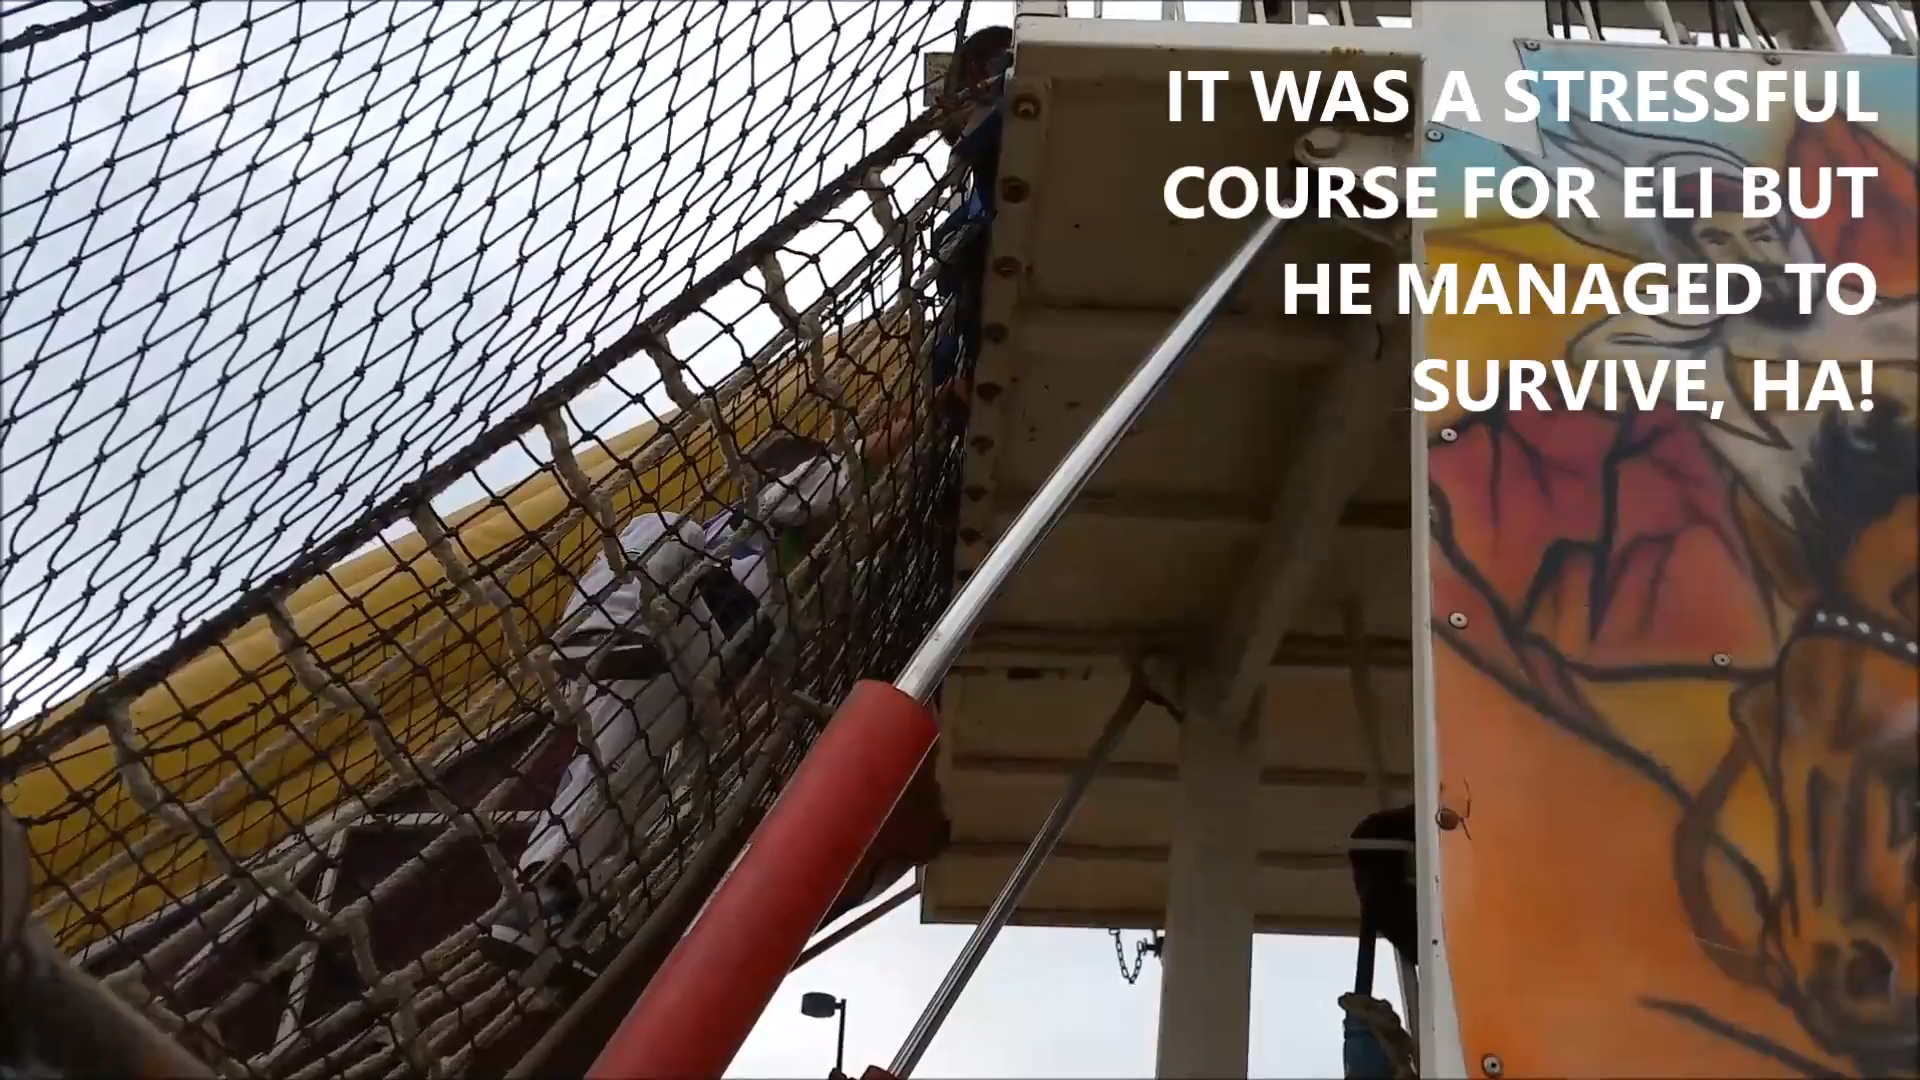 IT WAS A STRESSFUL
COURSE FOR ELI BUT
HE MANAGED TO
SURVIVE, HA!